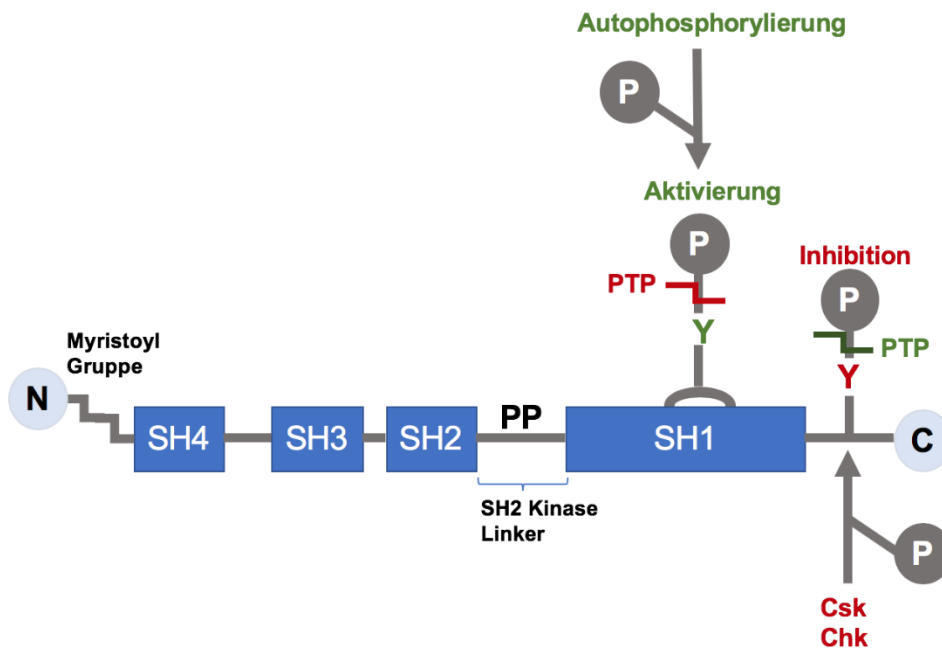 Autophosphorylierung
P
Aktivierung
P
Inhibition
PTP
P
Y
PTP
Y
Myristoyl
Gruppe
N
PP
SH4
SH3
SH2
SH1
C
SH2 Kinase
Linker
P
Csk
Chk